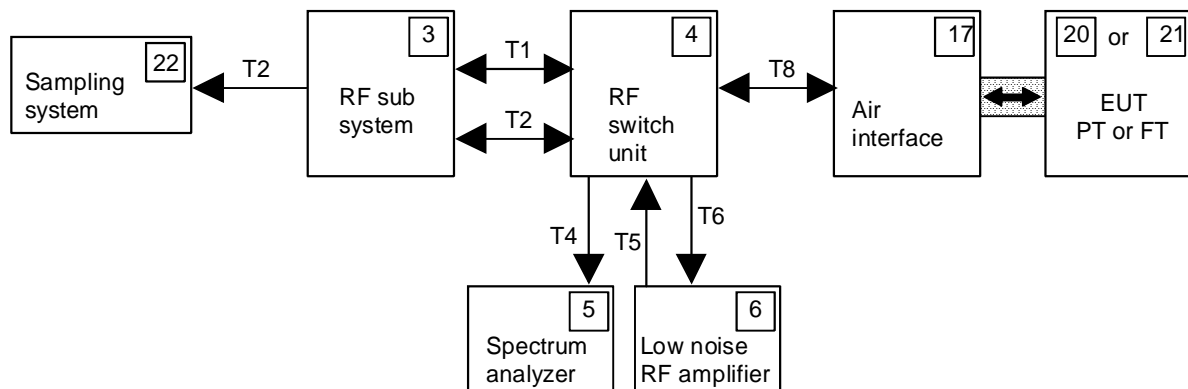 22
Sampling
system
T2
3
RF sub
system
T1
T2
4
RF
switch
unit
T8
17
Air
interface
20 or 21
EUT
PT or FT
T4
T5
T6
5
Spectrum
analyzer
6
Low noise
RF amplifier